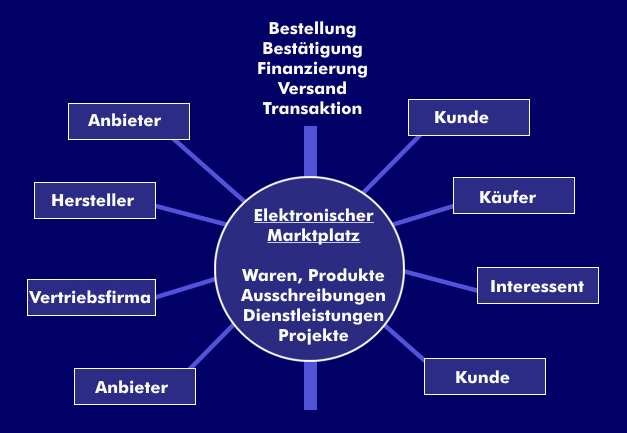 Bestellung
Bestätigung
Finanzierung
Versand
Transaktion
Anbieter
Kunde
Hersteller
Käufer
Elektronischer
Marktplatz
Waren, Produkte
Ausschreibungen
Dienstleistungen
Projekte
Vertriebsfirma
Interessent
Anbieter
Kunde